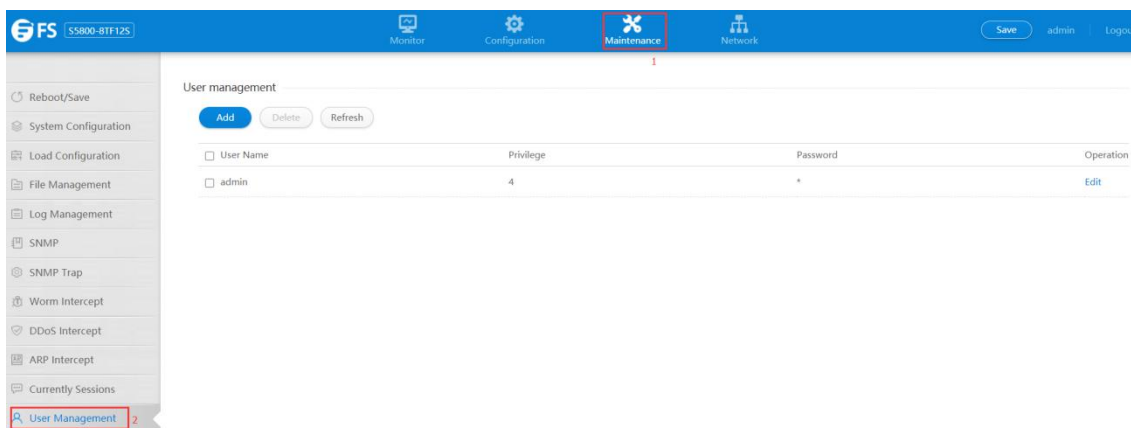 FS S5800-8TF12S
Monitor
Configuration
Maintenance
Network
Save
admin
1
Reboot/Save
System Configuration
Load Configuration
File Management
Log Management
SNMP
SNMP Trap
Worm Intercept
DDoS Intercept
ARP Intercept
Currently Sessions
User Management 2
User management
Add Delete Refresh
User Name Privilege Password Operation
admin 4 * Edit